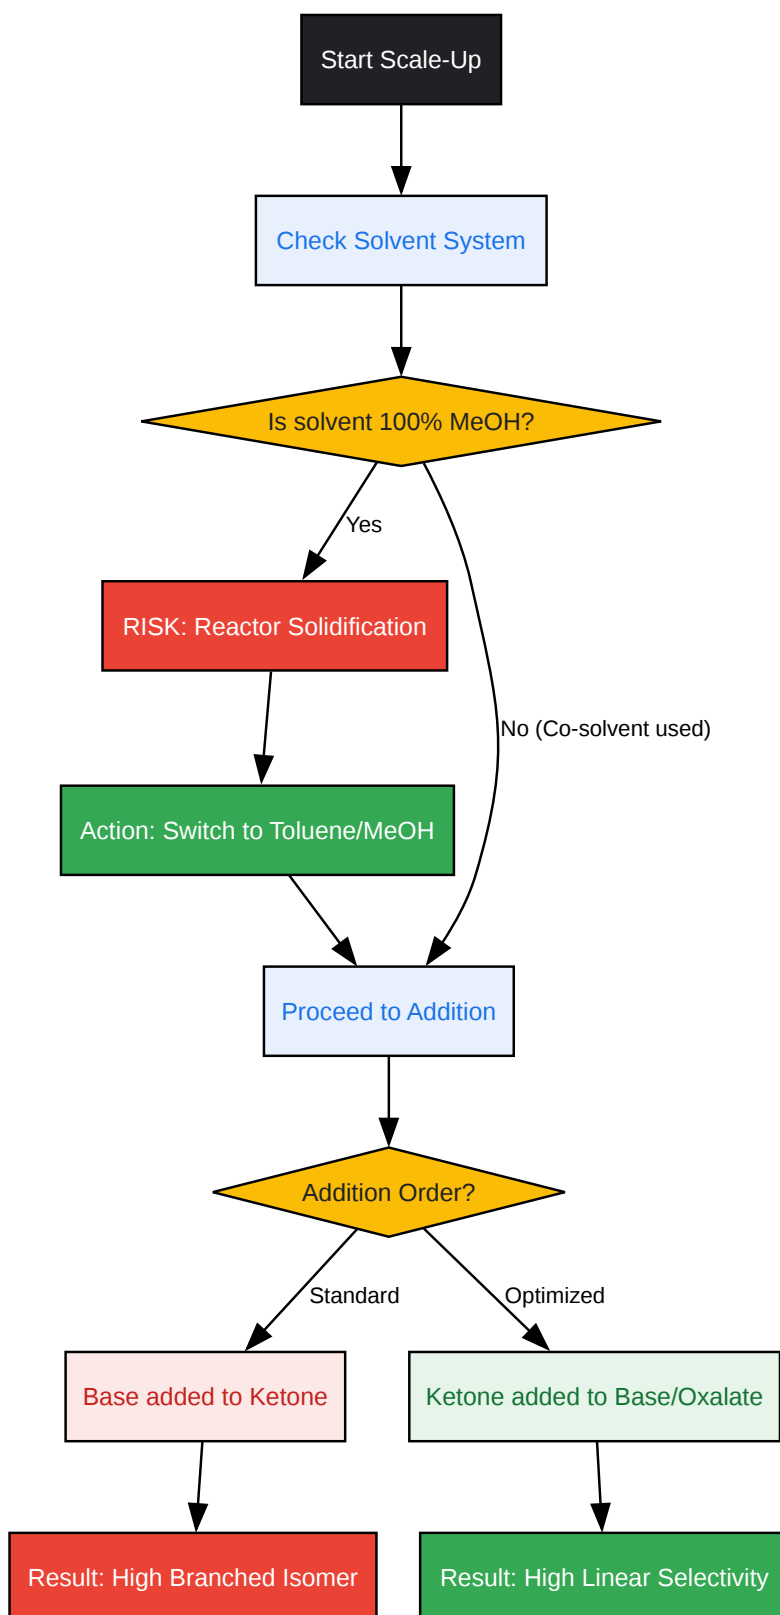 Start Scale-Up
Check Solvent System
Is solvent 100% MeOH?
Yes
RISK: Reactor Solidification
No (Co-solvent used)
Action: Switch to Toluene/MeOH
Proceed to Addition
Addition Order?
Standard
Optimized
Base added to Ketone
Ketone added to Base/Oxalate
Result: High Branched Isomer
Result: High Linear Selectivity